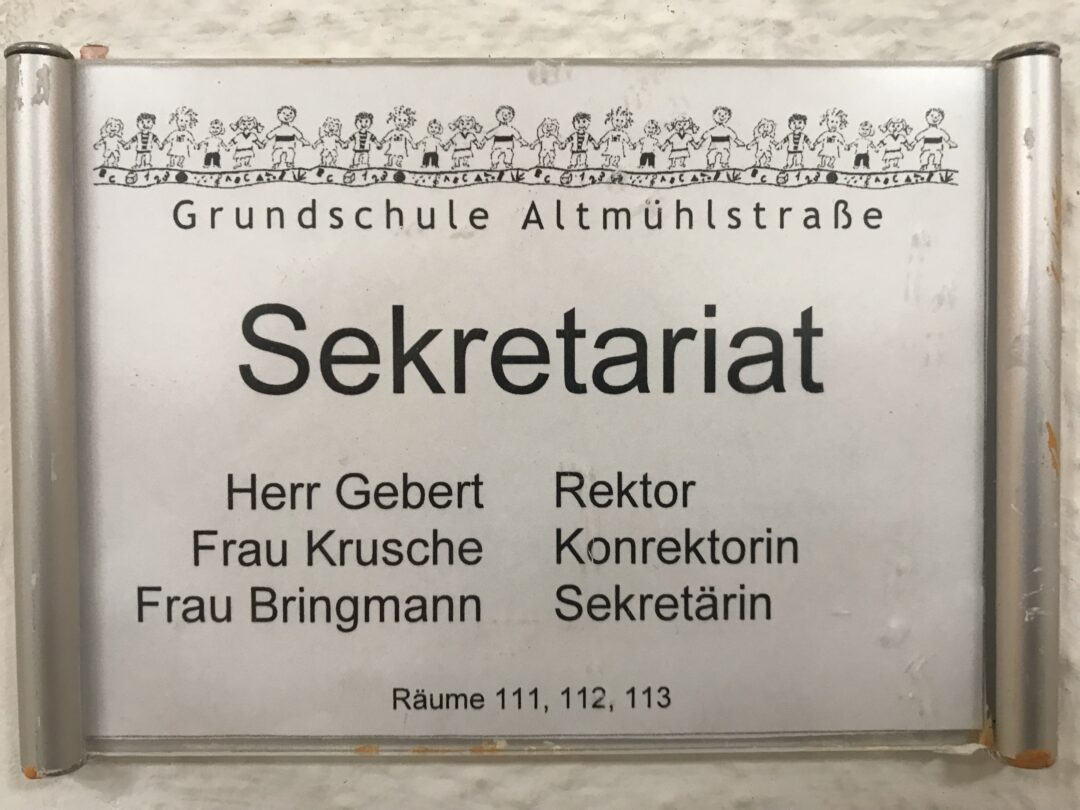 Grundschule Altmühlstraße
Sekretariat
Herr Gebert Rektor
Frau Krusche Konrektorin
Frau Bringmann Sekretärin
Räume 111, 112, 113